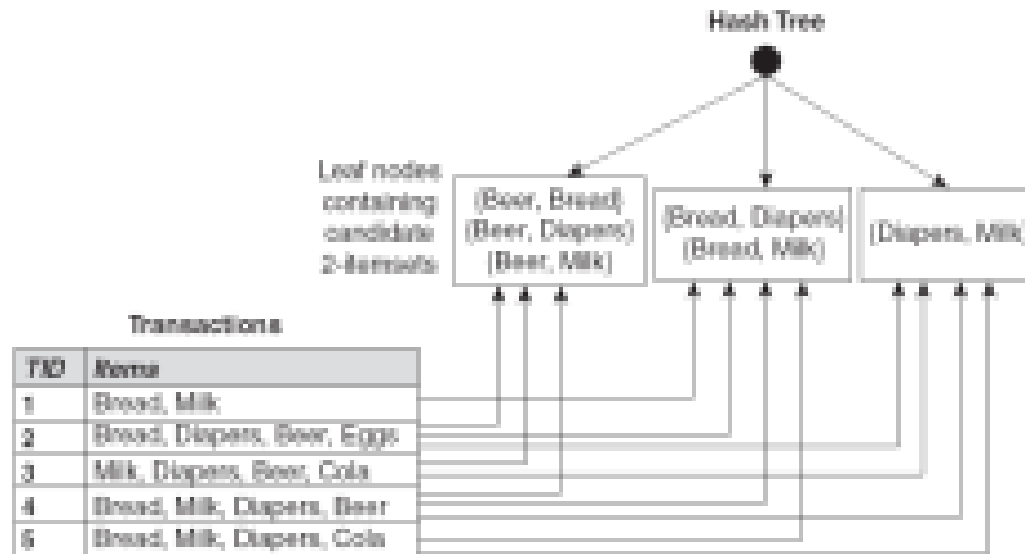 Hash Tree
Leaf nodes
containing
candidate
2-itemsets
{Beer, Bread}
{Beer, Diapers}
{Beer, Milk}
{Bread, Diapers}
{Bread, Milk}
{Diapers, Milk}
Transactions
TID Items
1 Bread, Milk
2 Bread, Diapers, Beer, Eggs
3 Milk, Diapers, Beer, Cola
4 Bread, Milk, Diapers, Beer
5 Bread, Milk, Diapers, Cola